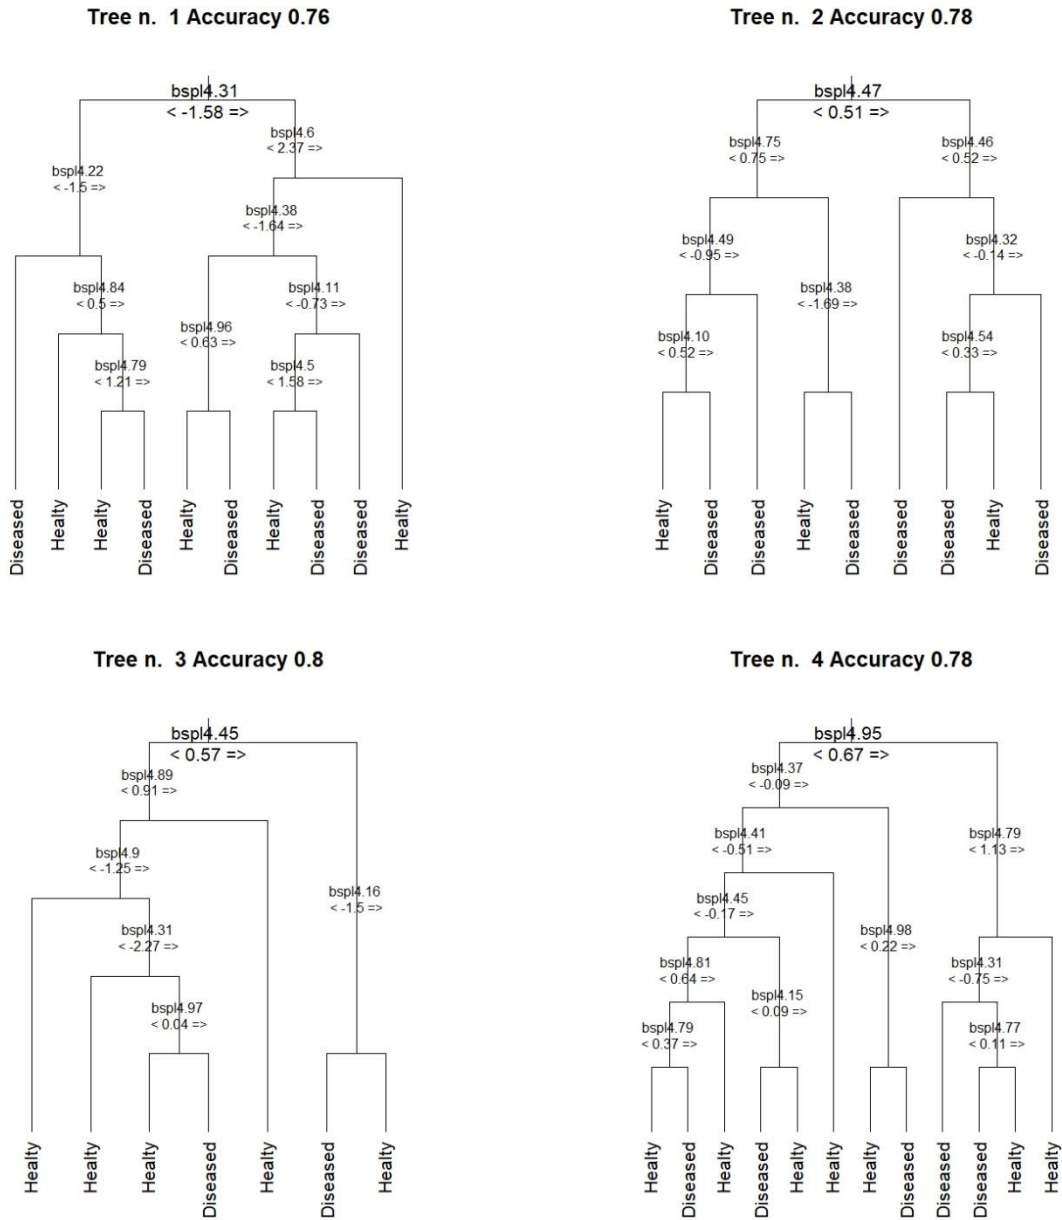 Tree n. 1 Accuracy 0.76
bspl4.31
< -1.58 =>
bspl4.6
< 2.37 =>
bspl4.22
< -1.5 =>
bspl4.38
< -1.64 =>
bspl4.84
< 0.5 =>
bspl4.11
< -0.73 =>
bspl4.96
< 0.63 =>
bspl4.79
< 1.21 =>
bspl4.5
< 1.58 =>
Diseased
Healty
Healty
Diseased
Healty
Diseased
Healty
Diseased
Diseased
Healty
Tree n. 2 Accuracy 0.78
bspl4.47
< 0.51 =>
bspl4.75
< 0.75 =>
bspl4.46
< 0.52 =>
bspl4.49
< -0.95 =>
bspl4.32
< -0.14 =>
bspl4.38
< -1.69 =>
bspl4.10
< 0.52 =>
bspl4.54
< 0.33 =>
Healty
Diseased
Diseased
Healty
Diseased
Diseased
Diseased
Healty
Diseased
Tree n. 3 Accuracy 0.8
bspl4.45
< 0.57 =>
bspl4.89
< 0.91 =>
bspl4.9
< -1.25 =>
bspl4.16
< -1.5 =>
bspl4.31
< -2.27 =>
bspl4.97
< 0.04 =>
Healty
Healty
Healty
Diseased
Healty
Diseased
Healty
Tree n. 4 Accuracy 0.78
bspl4.95
< 0.67 =>
bspl4.37
< -0.09 =>
bspl4.41
< -0.51 =>
bspl4.79
< 1.13 =>
bspl4.45
< -0.17 =>
bspl4.98
< 0.22 =>
bspl4.81
< 0.64 =>
bspl4.31
< -0.75 =>
bspl4.15
< 0.09 =>
bspl4.79
< 0.37 =>
bspl4.77
< 0.11 =>
Healty
Diseased
Healty
Diseased
Healty
Healty
Healty
Diseased
Diseased
Diseased
Healty
Healty